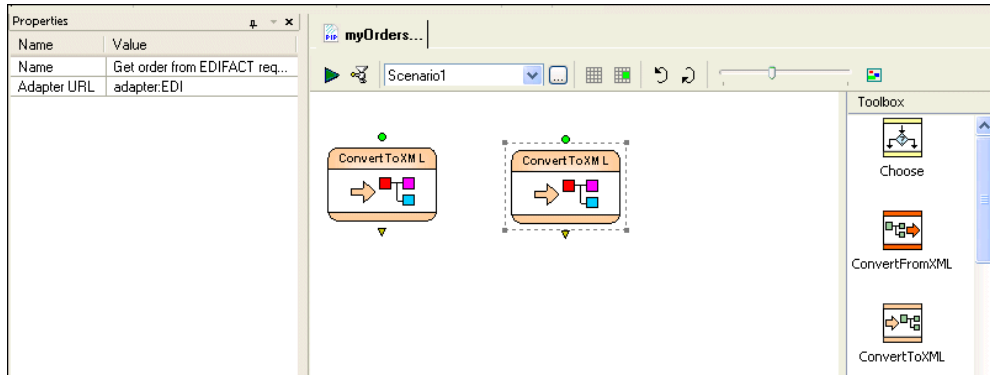 Properties
Name Value
Name Get order from EDIFACT req...
Adapter URL adapter:EDI
PIP myOrders...
Scenario1 ...
ConvertToXML ConvertToXML
Toolbox
Choose
ConvertFromXML
ConvertToXML